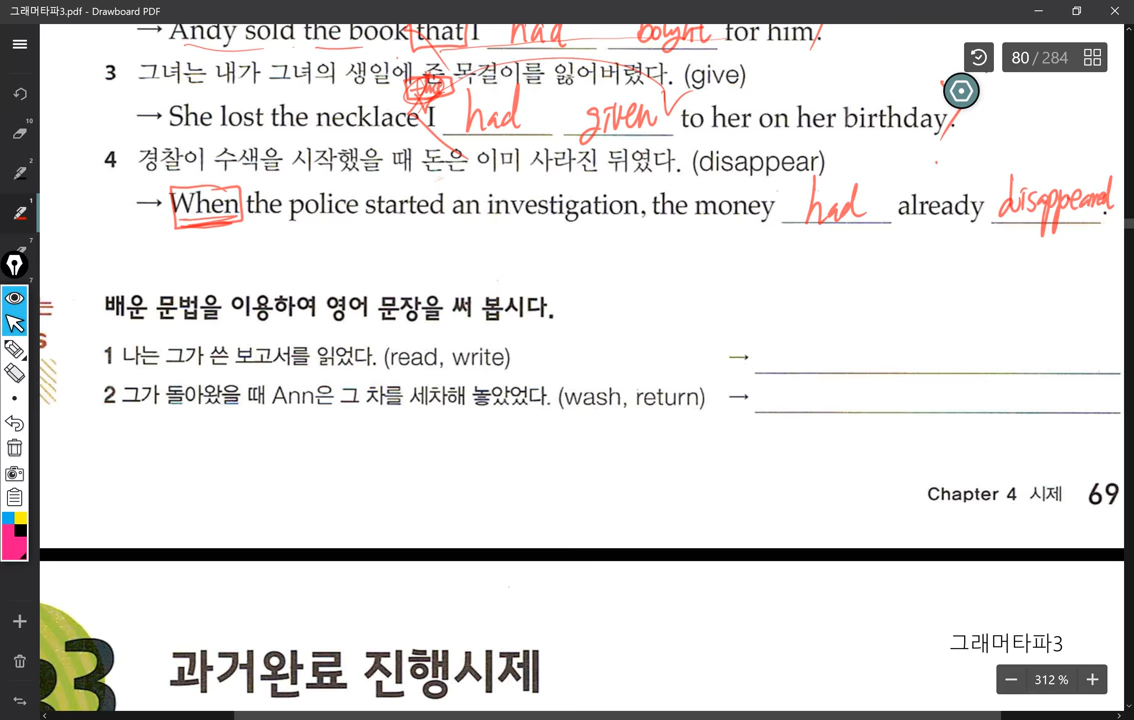 그래머타파3.pdf - Drawboard PDF
→ Andy sold the book that I had boight for him.
80 / 284
3 그녀는 내가 그녀의 생일에 준 목걸이를 잃어버렸다. (give)
→ She lost the necklace I had given to her on her birthday.
4 경찰이 수색을 시작했을 때 돈은 이미 사라진 뒤였다. (disappear)
→ When the police started an investigation, the money had already disappeared.
배운 문법을 이용하여 영어 문장을 써 봅시다.
1 나는 그가 쓴 보고서를 읽었다. (read, write) →
2 그가 돌아왔을 때 Ann은 그 차를 세차해 놓았었다. (wash, return) →
Chapter 4 시제 69
3 과거완료 진행시제
그래머타파3
312 %
10
2
1
7
7